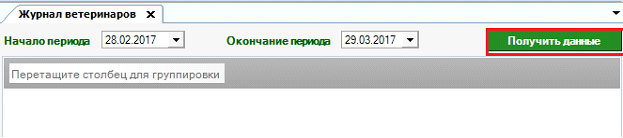 Журнал ветеринаров
Начало периода 28.02.2017 Окончание периода 29.03.2017 Получить данные
Перетащите столбец для группировки